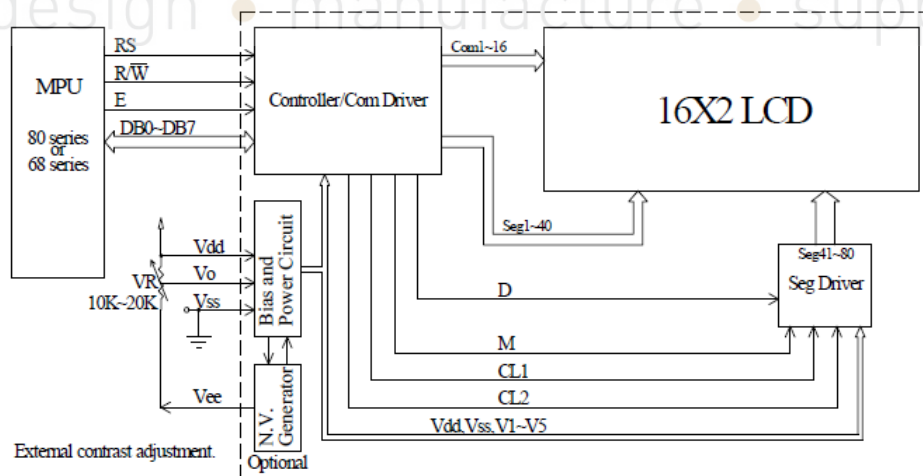 design • manufacture • sup
MPU
80 series
or
68 series
RS
R/W̅
E
DB0~DB7
Controller/Com Driver
Com1~16
16X2 LCD
Seg1~40
Seg41~80
Seg Driver
Vdd
Vo
VR
10K~20K
Vss
Bias and
Power Circuit
D
M
CL1
CL2
Vdd,Vss,V1~V5
Vee
N.V.
Generator
Optional
External contrast adjustment.